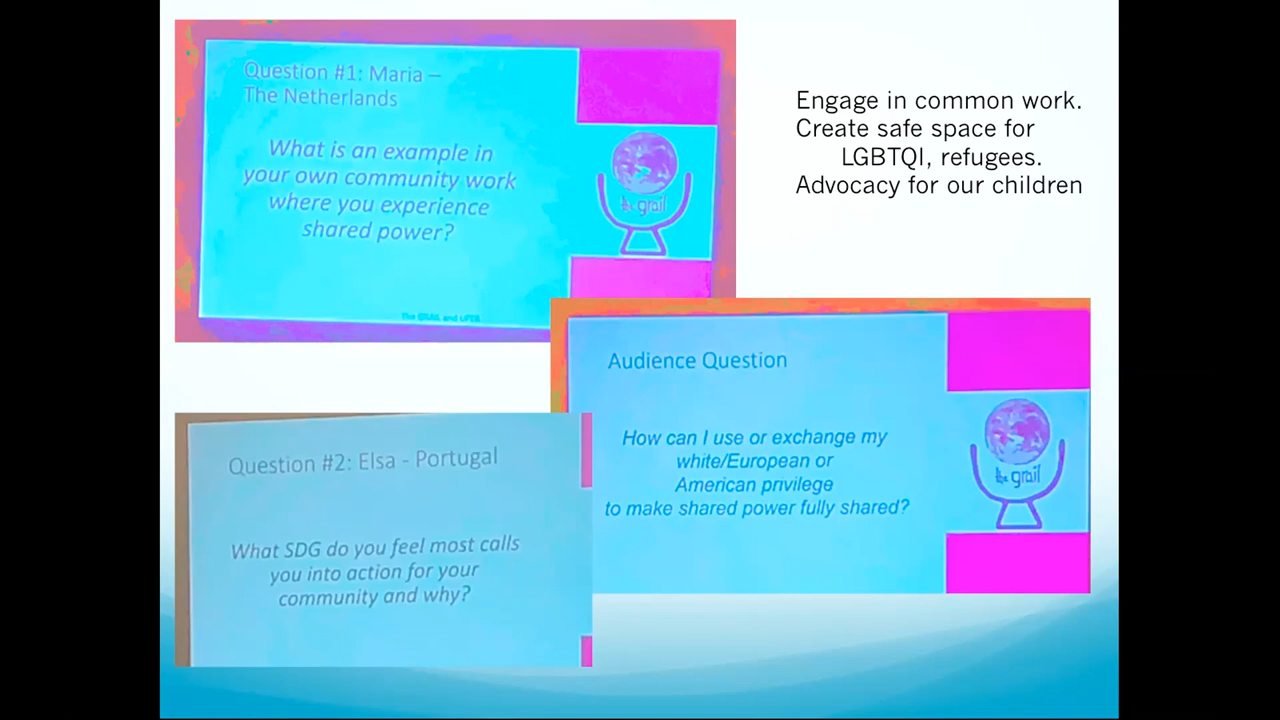 Question #1: Maria –
The Netherlands
What is an example in
your own community work
where you experience
shared power?
the grail
Engage in common work.
Create safe space for
LGBTQI, refugees.
Advocacy for our children
Audience Question
How can I use or exchange my
white/European or
American privilege
to make shared power fully shared?
the grail
Question #2: Elsa - Portugal
What SDG do you feel most calls
you into action for your
community and why?